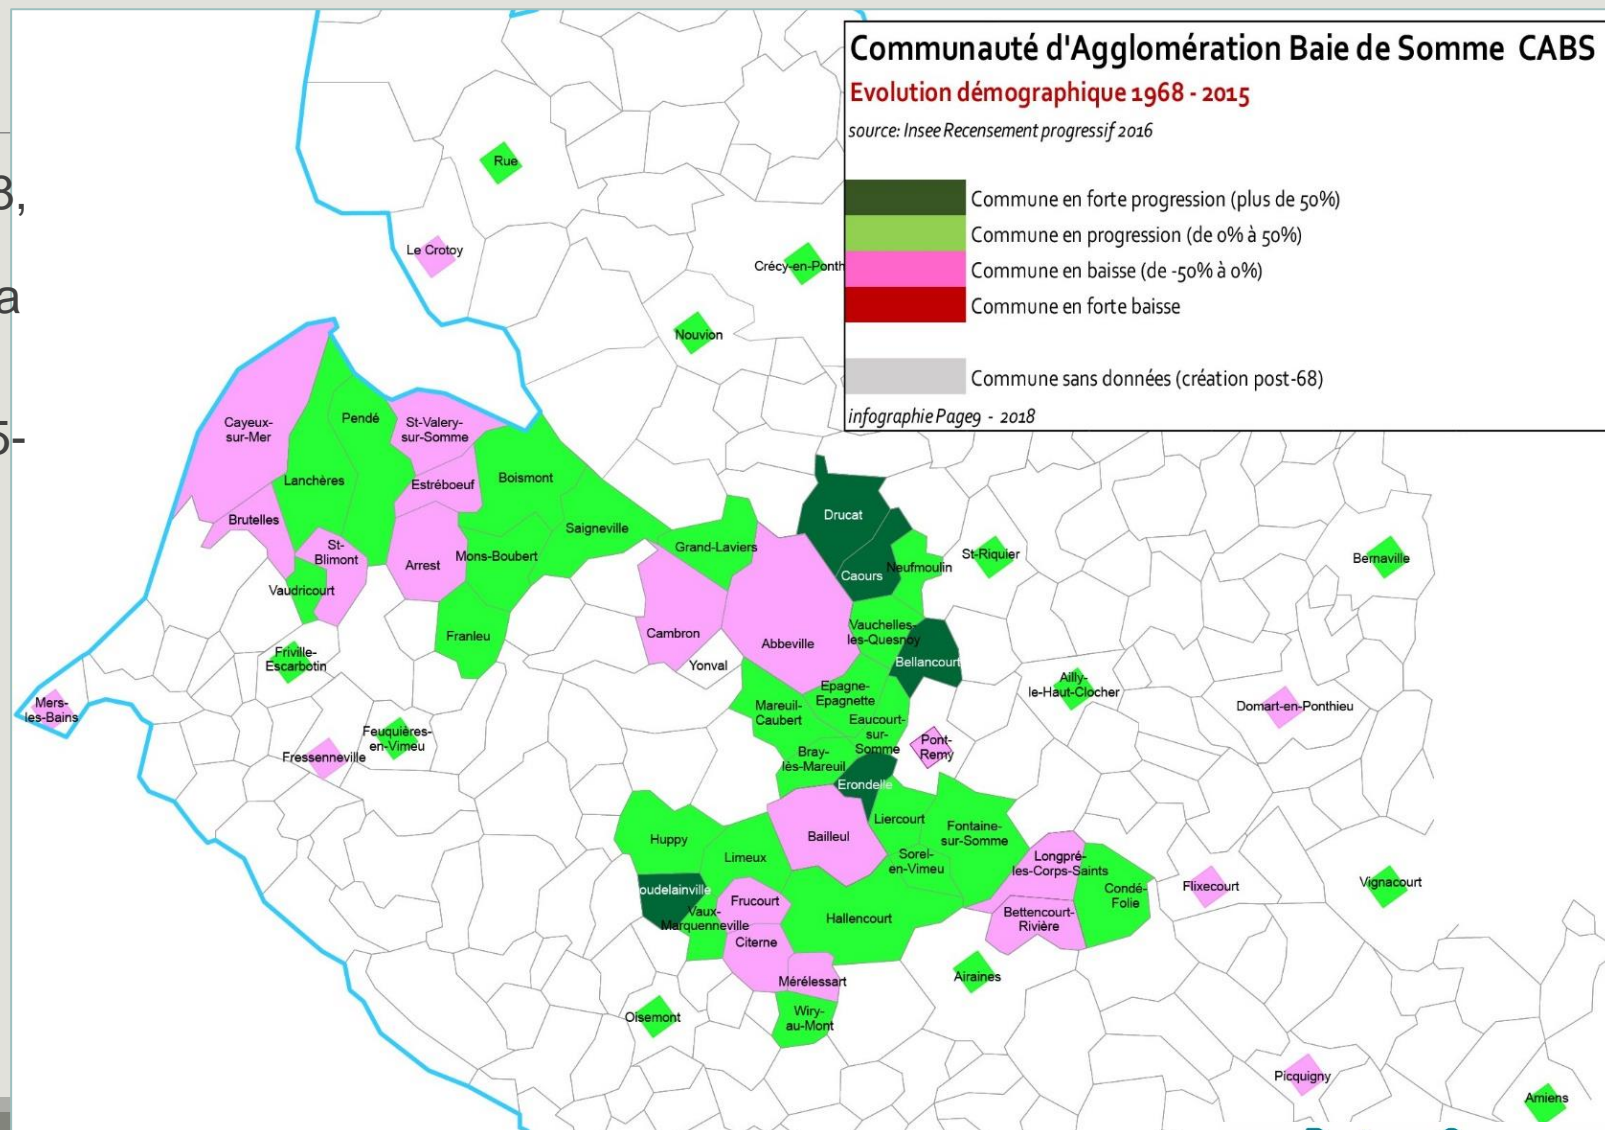 3,
a
5-
Communauté d'Agglomération Baie de Somme CABS
Evolution démographique 1968 - 2015
source: Insee Recensement progressif 2016
Commune en forte progression (plus de 50%)
Commune en progression (de 0% à 50%)
Commune en baisse (de -50% à 0%)
Commune en forte baisse
Commune sans données (création post-68)
infographie Page9 - 2018
Rue
Le Crotoy
Crécy-en-Ponth
Nouvion
Cayeux-
sur-Mer
Pendé
St-Valery-
sur-Somme
Lanchères
Estréboeuf
Boismont
Brutelles
Saigneville
St-
Blimont
Arrest
Mons-Boubert
Vaudricourt
Franleu
Grand-Laviers
Drucat
Caours
Neufmoulin
St-Riquier
Bernaville
Cambron
Abbeville
Yonval
Vauchelles-
les-Quesnoy
Bellancourt
Friville-
Escarbotin
Mers-
les-Bains
Feuquières-
en-Vimeu
Fressenneville
Epagne-
Epagnette
Mareuil-
Caubert
Eaucourt-
sur-
Somme
Bray-
lès-Mareuil
Pont-
Remy
Ailly-
le-Haut-Clocher
Domart-en-Ponthieu
Erondelle
Huppy
Limeux
Bailleul
Liercourt
Fontaine-
sur-Somme
Sorel-
en-Vimeu
Longpré-
les-Corps-Saints
Condé-
Folie
Flixecourt
Vignacourt
oudelainville
Vaux-
Marquenneville
Frucourt
Citerne
Hallencourt
Bettencourt-
Rivière
Mérélessart
Airaines
Oisemont
Wiry-
au-Mont
Picquigny
Amiens